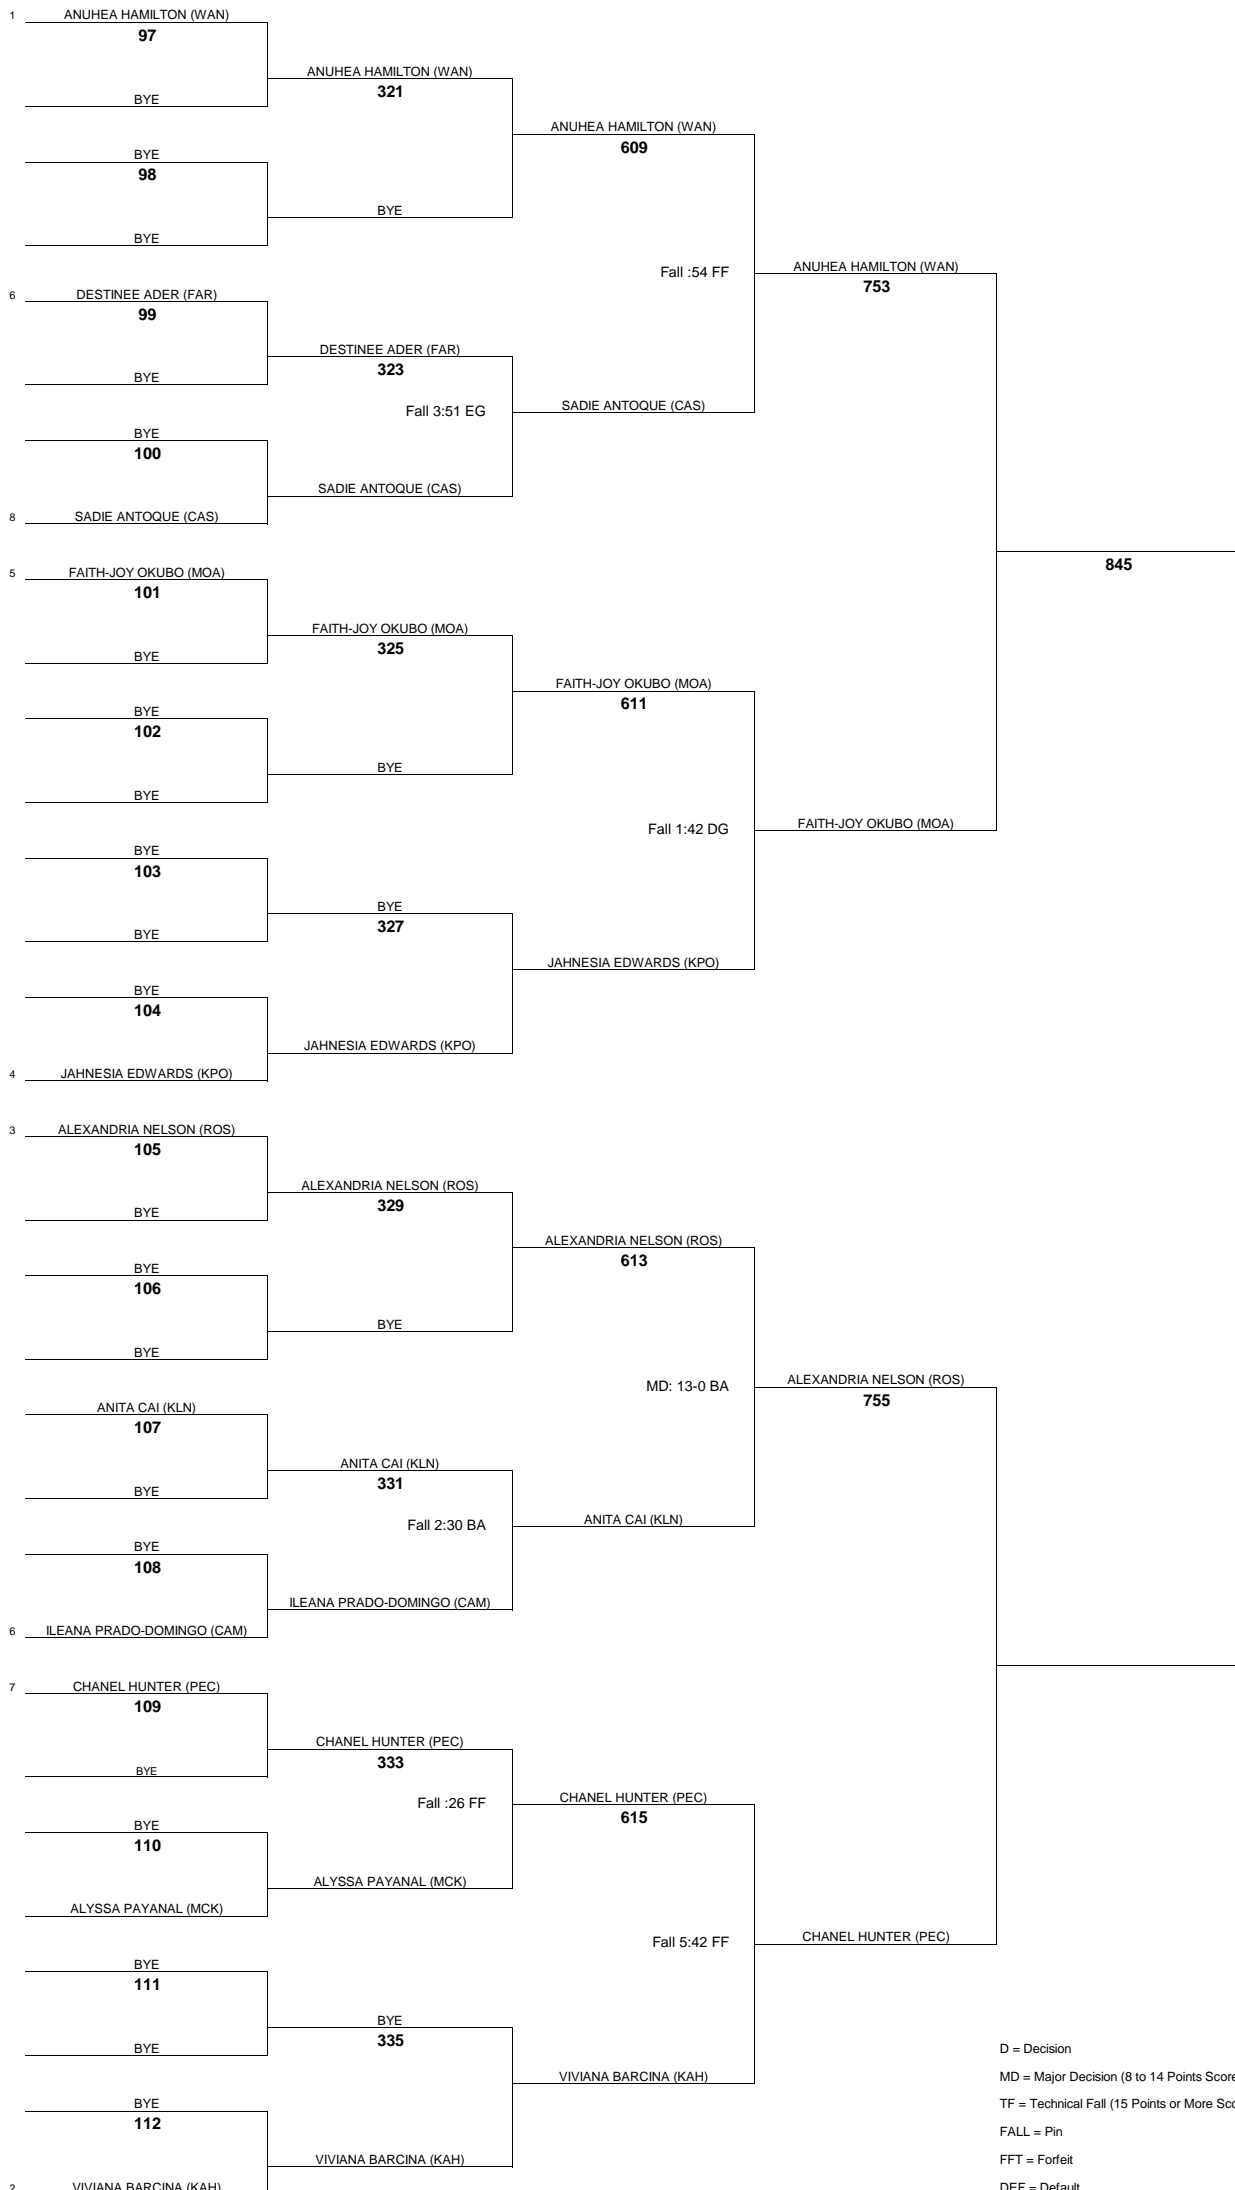 1 ANUHEA HAMILTON (WAN)
97
BYE
ANUHEA HAMILTON (WAN)
321
BYE
98
BYE
BYE
ANUHEA HAMILTON (WAN)
609
6 DESTINEE ADER (FAR)
99
BYE
DESTINEE ADER (FAR)
323
Fall 3:51 EG
BYE
100
8 SADIE ANTOQUE (CAS)
SADIE ANTOQUE (CAS)
SADIE ANTOQUE (CAS)
Fall :54 FF
ANUHEA HAMILTON (WAN)
753
845
5 FAITH-JOY OKUBO (MOA)
101
BYE
FAITH-JOY OKUBO (MOA)
325
BYE
102
BYE
BYE
FAITH-JOY OKUBO (MOA)
611
BYE
103
BYE
BYE
327
BYE
104
4 JAHNESIA EDWARDS (KPO)
JAHNESIA EDWARDS (KPO)
JAHNESIA EDWARDS (KPO)
Fall 1:42 DG
FAITH-JOY OKUBO (MOA)
3 ALEXANDRIA NELSON (ROS)
105
BYE
ALEXANDRIA NELSON (ROS)
329
BYE
106
BYE
BYE
ALEXANDRIA NELSON (ROS)
613
ANITA CAI (KLN)
107
BYE
ANITA CAI (KLN)
331
Fall 2:30 BA
BYE
108
6 ILEANA PRADO-DOMINGO (CAM)
ILEANA PRADO-DOMINGO (CAM)
ANITA CAI (KLN)
MD: 13-0 BA
ALEXANDRIA NELSON (ROS)
755
7 CHANEL HUNTER (PEC)
109
BYE
CHANEL HUNTER (PEC)
333
Fall :26 FF
BYE
110
ALYSSA PAYANAL (MCK)
ALYSSA PAYANAL (MCK)
CHANEL HUNTER (PEC)
615
BYE
111
BYE
BYE
335
BYE
112
2 VIVIANA BARCINA (KAH)
VIVIANA BARCINA (KAH)
VIVIANA BARCINA (KAH)
Fall 5:42 FF
CHANEL HUNTER (PEC)
D = Decision
MD = Major Decision (8 to 14 Points Score
TF = Technical Fall (15 Points or More Sco
FALL = Pin
FFT = Forfeit
DEF = Default